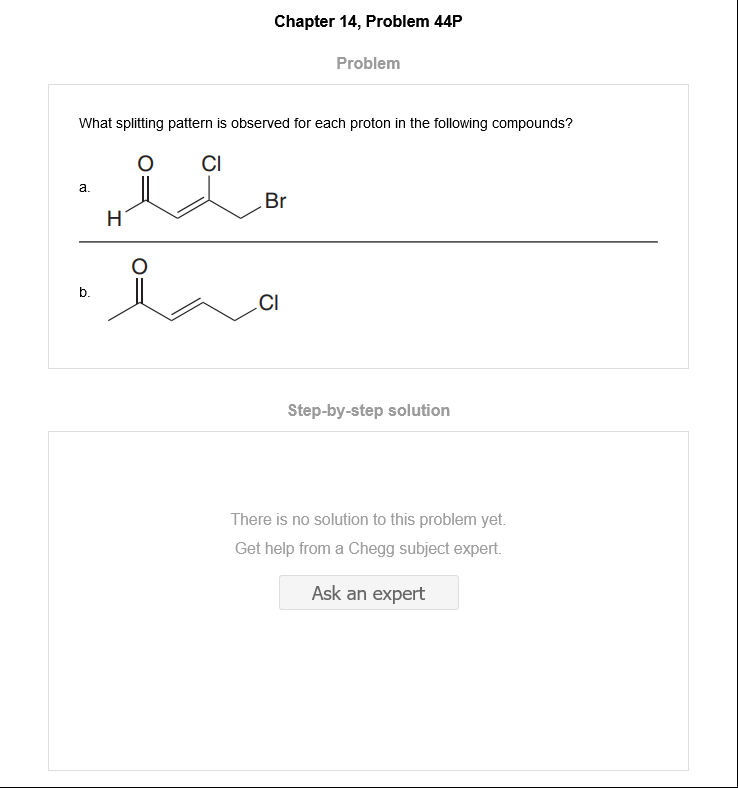 Chapter 14, Problem 44P
Problem
What splitting pattern is observed for each proton in the following compounds?
O Cl
a.
Br
H
O
b.
Cl
Step-by-step solution
There is no solution to this problem yet.
Get help from a Chegg subject expert.
Ask an expert